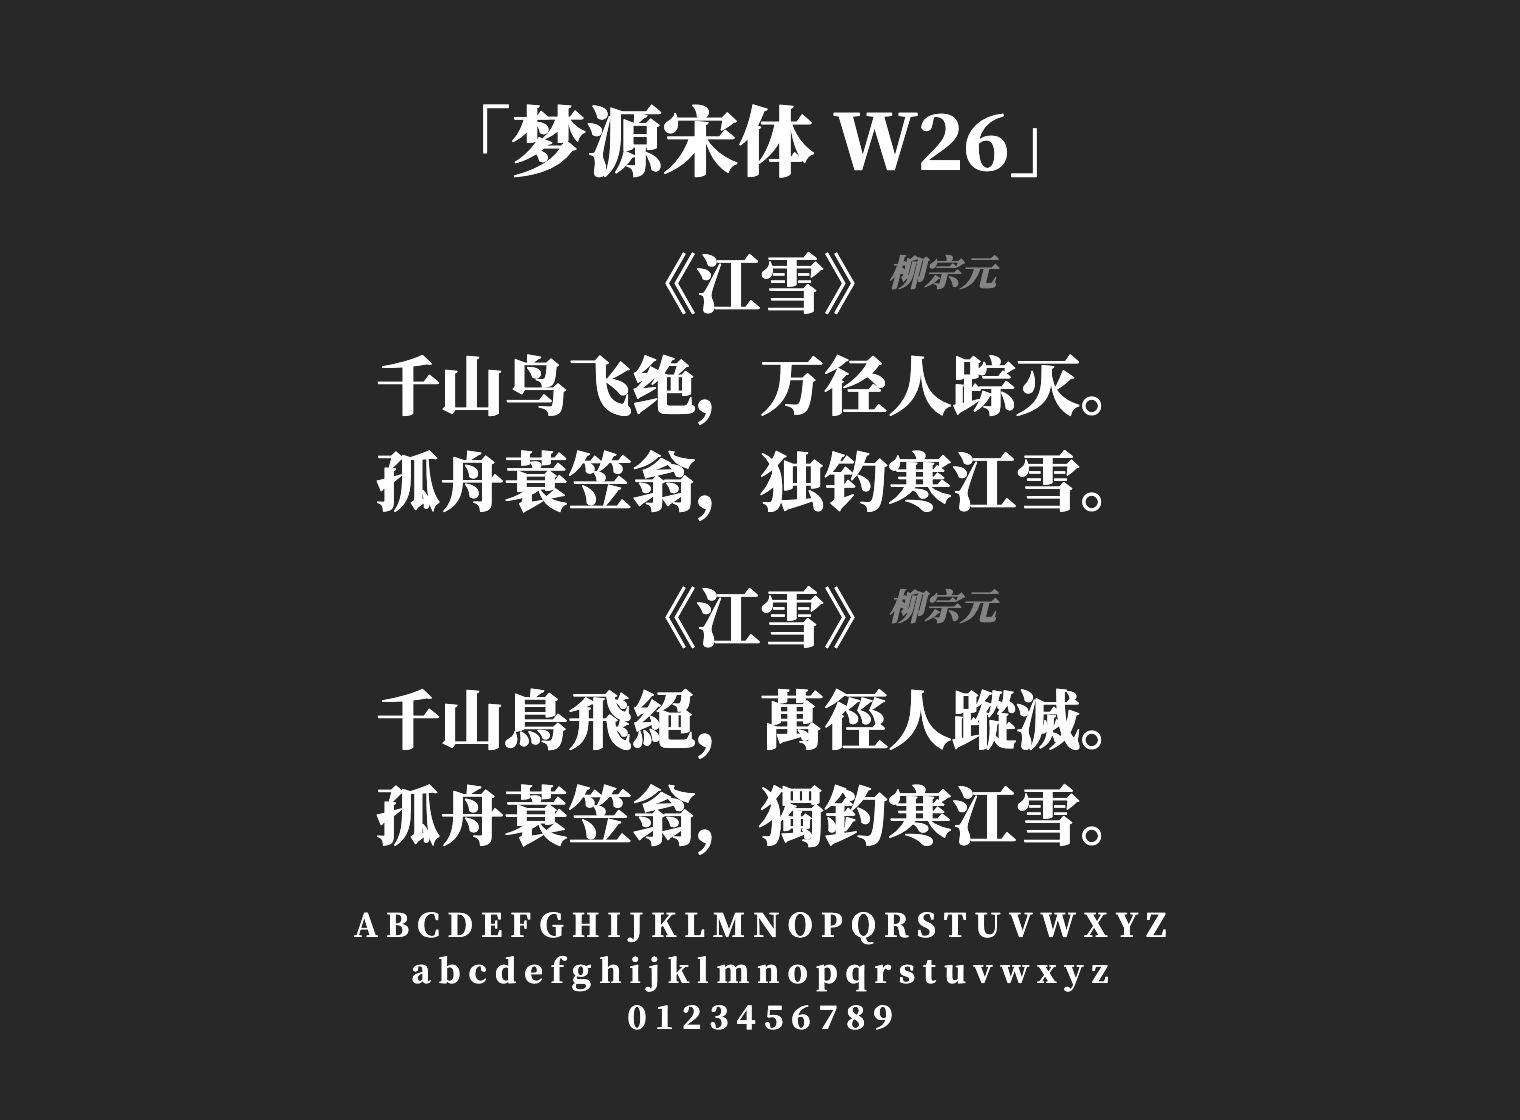 「梦源宋体 W26」
《江雪》 柳宗元
千山鸟飞绝，万径人踪灭。
孤舟蓑笠翁，独钓寒江雪。
《江雪》 柳宗元
千山鳥飛絕，萬徑人蹤滅。
孤舟蓑笠翁，獨釣寒江雪。
A B C D E F G H I J K L M N O P Q R S T U V W X Y Z
a b c d e f g h i j k l m n o p q r s t u v w x y z
0 1 2 3 4 5 6 7 8 9